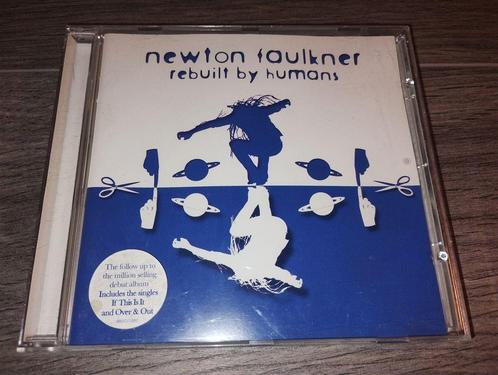 newton faulkner
rebuilt by humans
The follow up to
the million selling
debut album
Includes the singles
If This Is It
and Over & Out